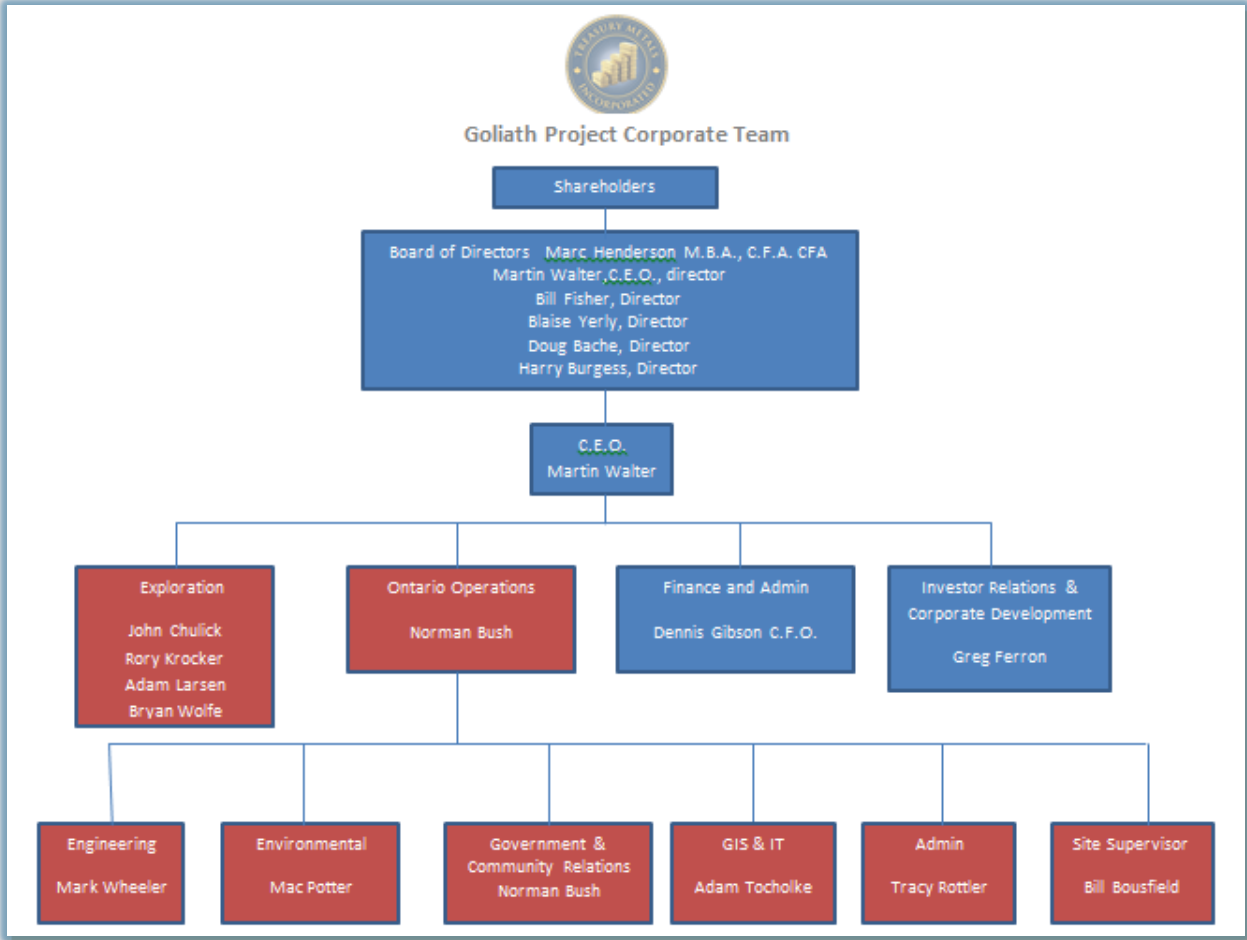 TREASURY METALS
INCORPORATED
Goliath Project Corporate Team
Shareholders
Board of Directors Marc Henderson M.B.A., C.F.A. CFA
Martin Walter,C.E.O., director
Bill Fisher, Director
Blaise Yerly, Director
Doug Bache, Director
Harry Burgess, Director
C.E.O.
Martin Walter
Exploration
John Chulick
Rory Krocker
Adam Larsen
Bryan Wolfe
Ontario Operations
Norman Bush
Finance and Admin
Dennis Gibson C.F.O.
Investor Relations &
Corporate Development
Greg Ferron
Engineering
Mark Wheeler
Environmental
Mac Potter
Government &
Community Relations
Norman Bush
GIS & IT
Adam Tocholke
Admin
Tracy Rottler
Site Supervisor
Bill Bousfield